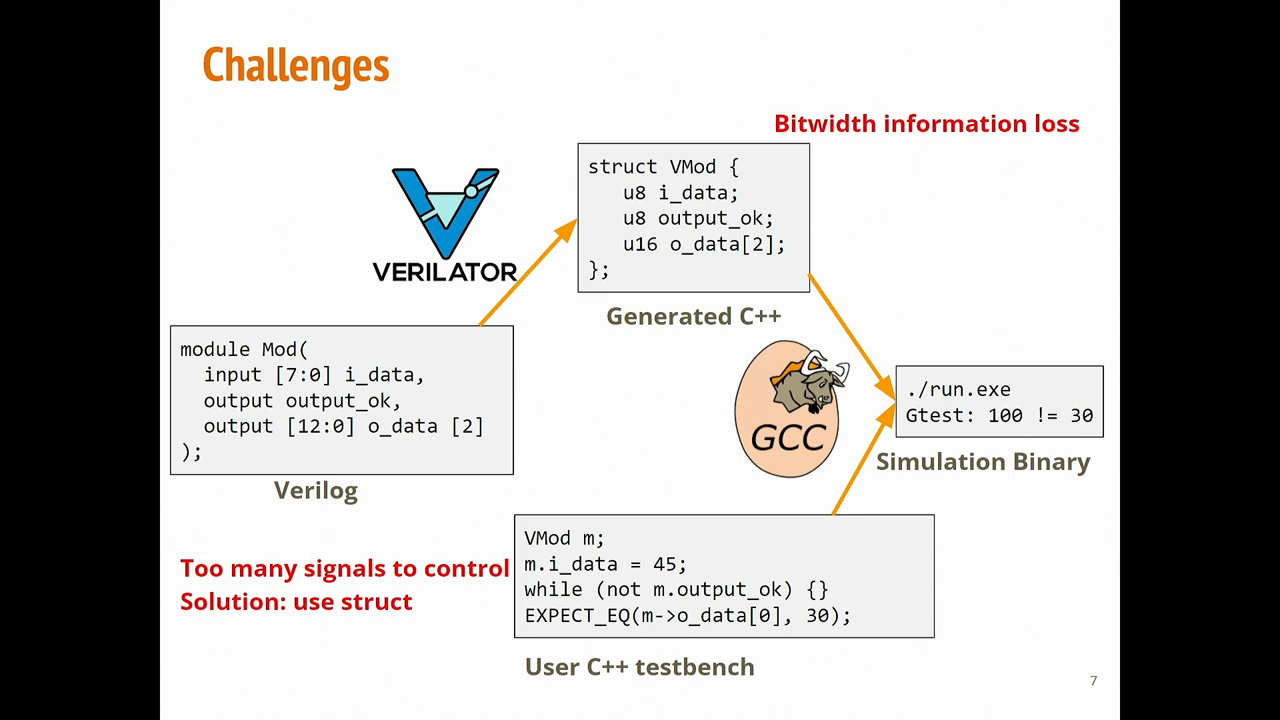 Challenges
Bitwidth information loss
struct VMod {
u8 i_data;
u8 output_ok;
u16 o_data[2];
};
VERILATOR
Generated C++
module Mod(
input [7:0] i_data,
output output_ok,
output [12:0] o_data [2]
);
Verilog
GCC
./run.exe
Gtest: 100 != 30
Simulation Binary
Too many signals to control
Solution: use struct
VMod m;
m.i_data = 45;
while (not m.output_ok) {}
EXPECT_EQ(m->o_data[0], 30);
User C++ testbench
7